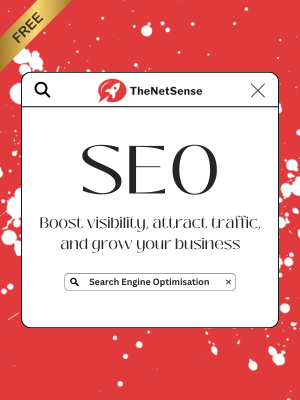 FREE
TheNetSense
SEO
Boost visibility, attract traffic,
and grow your business
Search Engine Optimisation